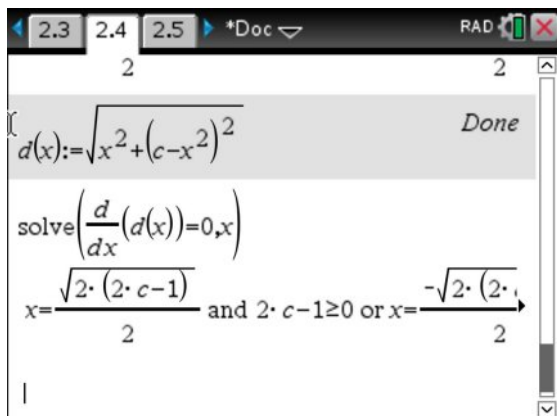 2.3 2.4 2.5 *Doc RAD
2 2
d(x):=√(x²+(c-x²)²) Done
solve(d/dx(d(x))=0,x)
x=√(2·(2·c-1))/2 and 2·c-1≥0 or x=-√(2·(2·/2